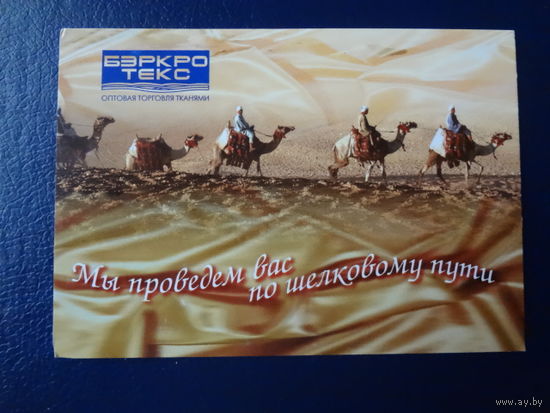 БЭРКРО
ТЕКС
ОПТОВАЯ ТОРГОВЛЯ ТКАНЯМИ
Мы проведем вас
по шелковому пути
© www.ay.by